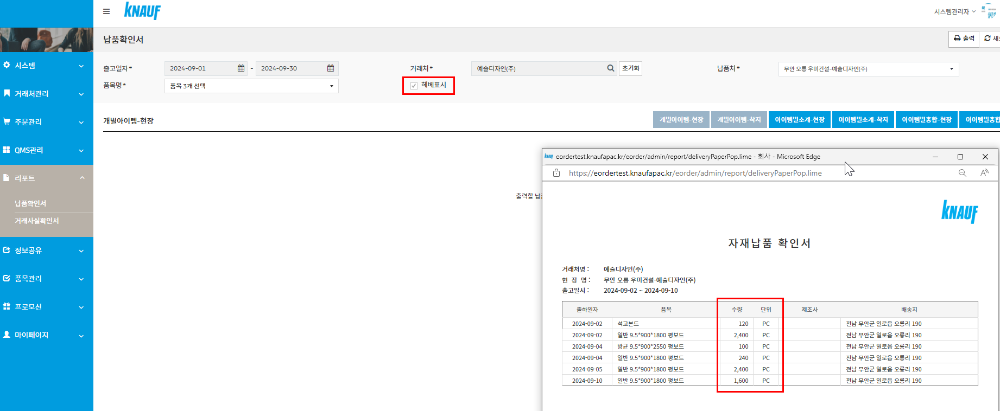 KNAUF
시스템관리자
납품확인서
출력
출고일자*
2024-09-01
-
2024-09-30
거래처*
예술디자인(주)
초기화
납품처*
무안 오룡 우미건설-예술디자인(주)
품목명*
품목 3개 선택
헤베표시
개별아이템-현장
개별아이템-현장
개별아이템-착지
아이템별소계-현장
아이템별소계-착지
아이템별총합-현장
아이템별총합
시스템
거래처관리
주문관리
QMS관리
리포트
납품확인서
거래사실확인서
정보공유
품목관리
프로모션
마이페이지
출력할
eordertest.knaufapac.kr/eorder/admin/report/deliveryPaperPop.lime - 회사 - Microsoft Edge
https://eordertest.knaufapac.kr/eorder/admin/report/deliveryPaperPop.lime
KNAUF
자재납품 확인서
거래처명 : 예술디자인(주)
현 장 명 : 무안 오룡 우미건설-예술디자인(주)
출고일시 : 2024-09-02 ~ 2024-09-10
출하일자 품목 수량 단위 제조사 배송지
2024-09-02 석고본드 120 PC 전남 무안군 일로읍 오룡리 190
2024-09-02 일반 9.5*900*1800 평보드 2,400 PC 전남 무안군 일로읍 오룡리 190
2024-09-04 방균 9.5*900*2550 평보드 100 PC 전남 무안군 일로읍 오룡리 190
2024-09-04 일반 9.5*900*1800 평보드 240 PC 전남 무안군 일로읍 오룡리 190
2024-09-05 일반 9.5*900*1800 평보드 2,400 PC 전남 무안군 일로읍 오룡리 190
2024-09-10 일반 9.5*900*1800 평보드 1,600 PC 전남 무안군 일로읍 오룡리 190